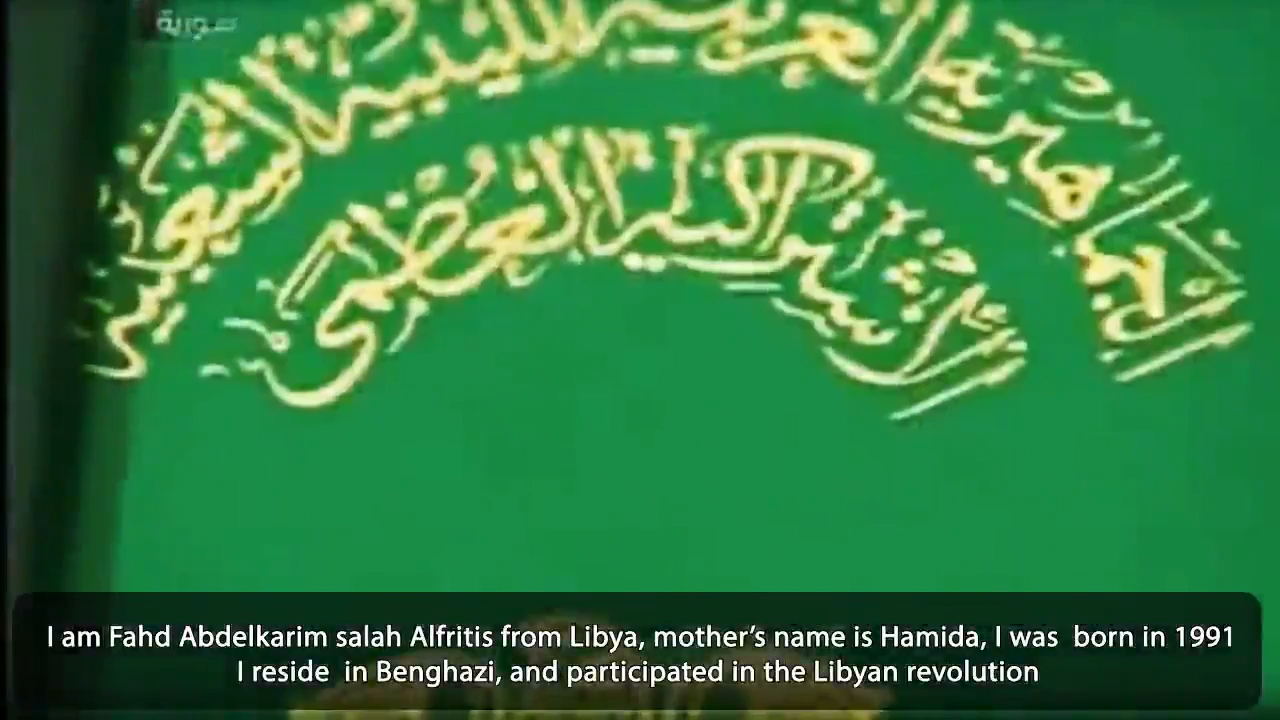 سورية
الجماهيرية العربية الليبية الشعبية
الاشتراكية العظمى
I am Fahd Abdelkarim salah Alfritis from Libya, mother’s name is Hamida, I was born in 1991
I reside in Benghazi, and participated in the Libyan revolution